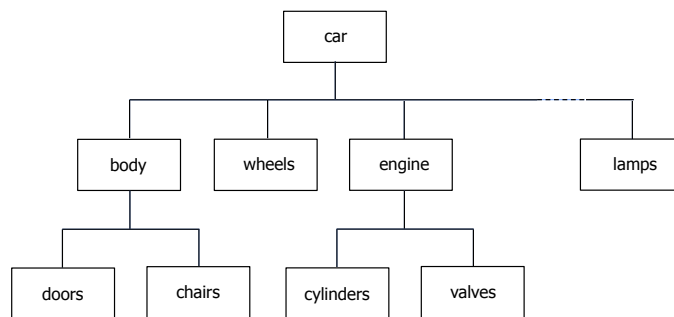 car
body
wheels
engine
lamps
doors
chairs
cylinders
valves